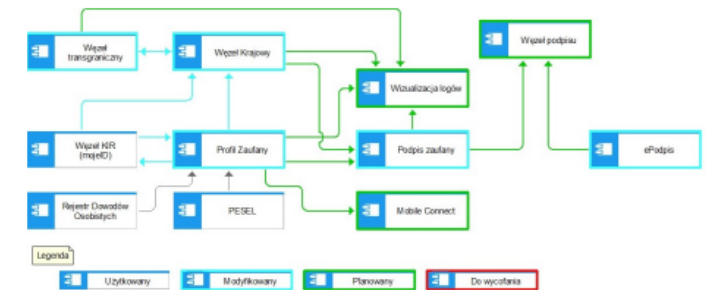 Węzeł
transgraniczny
Węzeł Krajowy
Węzeł podpisu
Wizualizacja logów
Węzeł KIR
(mojeID)
Profil Zaufany
Podpis zaufany
ePodpis
Rejestr Dowodów
Osobistych
PESEL
Mobile Connect
Legenda
Użytkowany
Modyfikowany
Planowany
Do wycofania